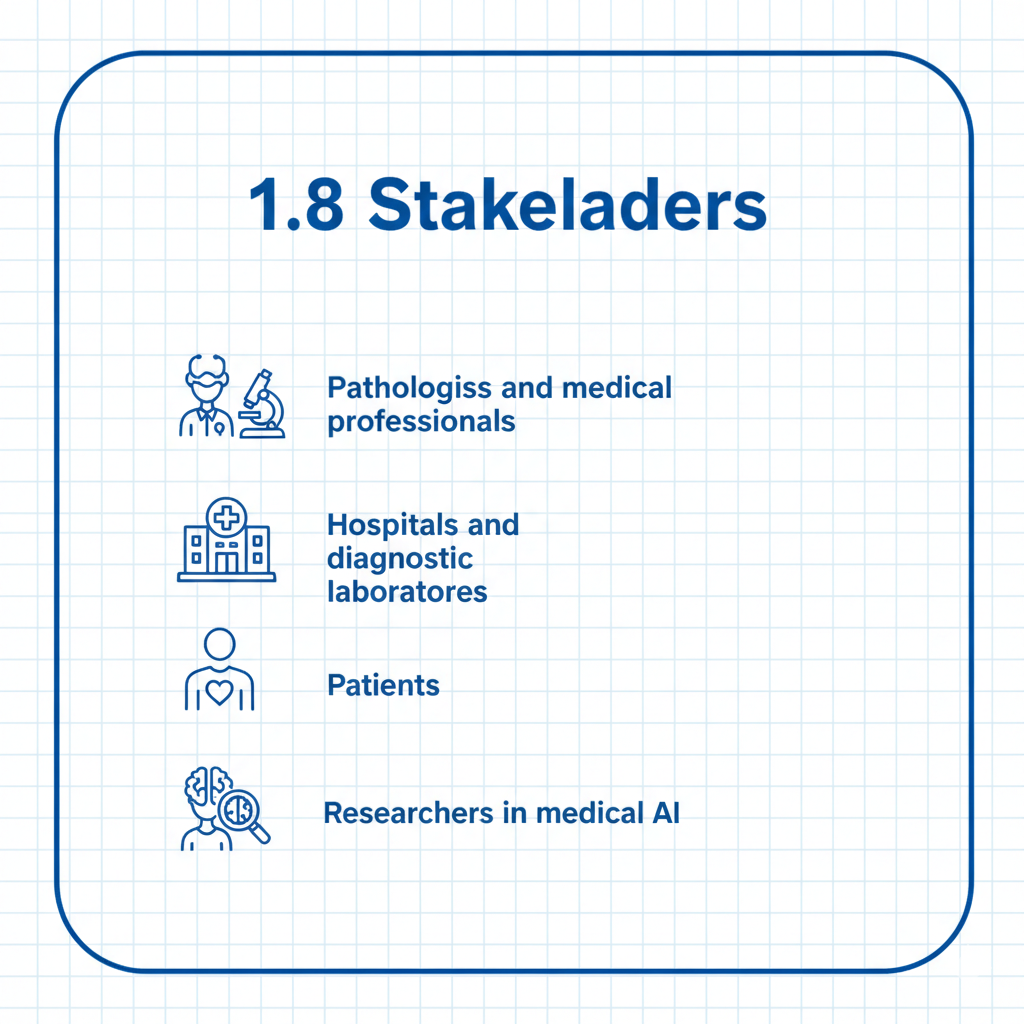 1.8 Stakeladers
Pathologiss and medical
professionals
Hospitals and
diagnostic
laboratores
Patients
Researchers in medical AI